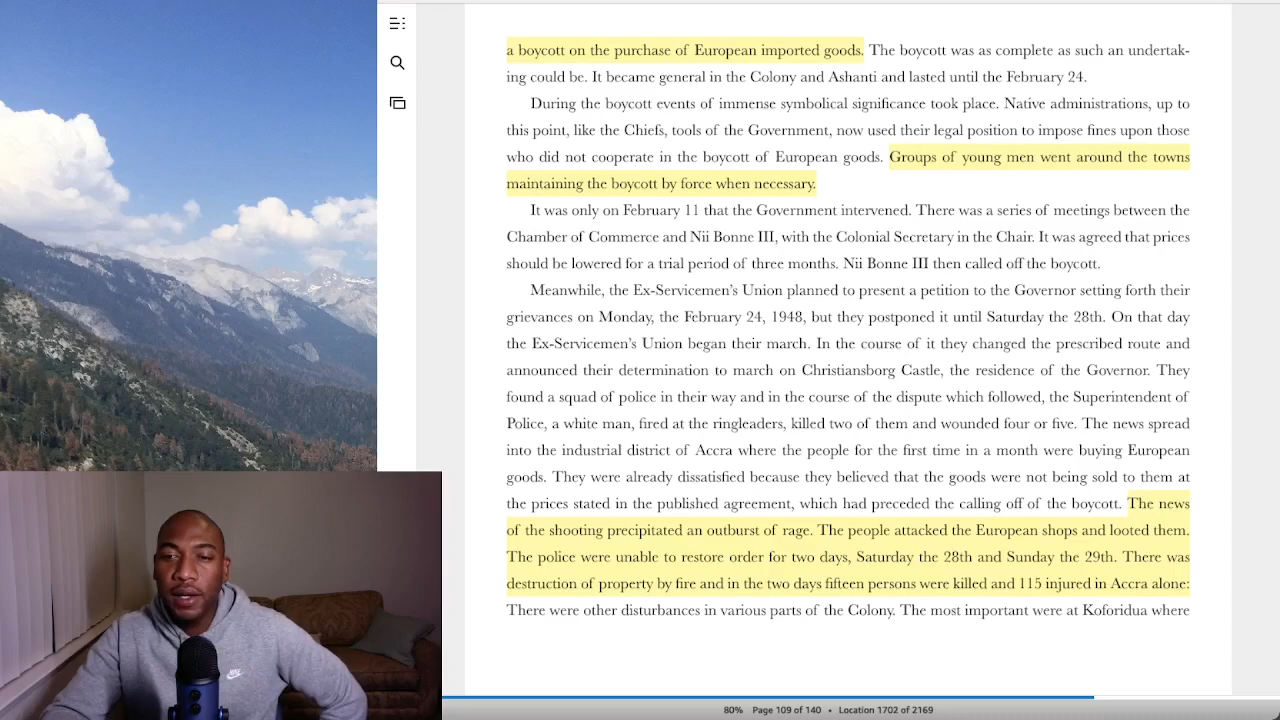 a boycott on the purchase of European imported goods. The boycott was as complete as such an undertak-
ing could be. It became general in the Colony and Ashanti and lasted until the February 24.
During the boycott events of immense symbolical significance took place. Native administrations, up to
this point, like the Chiefs, tools of the Government, now used their legal position to impose fines upon those
who did not cooperate in the boycott of European goods. Groups of young men went around the towns
maintaining the boycott by force when necessary.
It was only on February 11 that the Government intervened. There was a series of meetings between the
Chamber of Commerce and Nii Bonne III, with the Colonial Secretary in the Chair. It was agreed that prices
should be lowered for a trial period of three months. Nii Bonne III then called off the boycott.
Meanwhile, the Ex-Servicemen's Union planned to present a petition to the Governor setting forth their
grievances on Monday, the February 24, 1948, but they postponed it until Saturday the 28th. On that day
the Ex-Servicemen's Union began their march. In the course of it they changed the prescribed route and
announced their determination to march on Christiansborg Castle, the residence of the Governor. They
found a squad of police in their way and in the course of the dispute which followed, the Superintendent of
Police, a white man, fired at the ringleaders, killed two of them and wounded four or five. The news spread
into the industrial district of Accra where the people for the first time in a month were buying European
goods. They were already dissatisfied because they believed that the goods were not being sold to them at
the prices stated in the published agreement, which had preceded the calling off of the boycott. The news
of the shooting precipitated an outburst of rage. The people attacked the European shops and looted them.
The police were unable to restore order for two days, Saturday the 28th and Sunday the 29th. There was
destruction of property by fire and in the two days fifteen persons were killed and 115 injured in Accra alone:
There were other disturbances in various parts of the Colony. The most important were at Koforidua where
80% Page 109 of 140 • Location 1702 of 2169